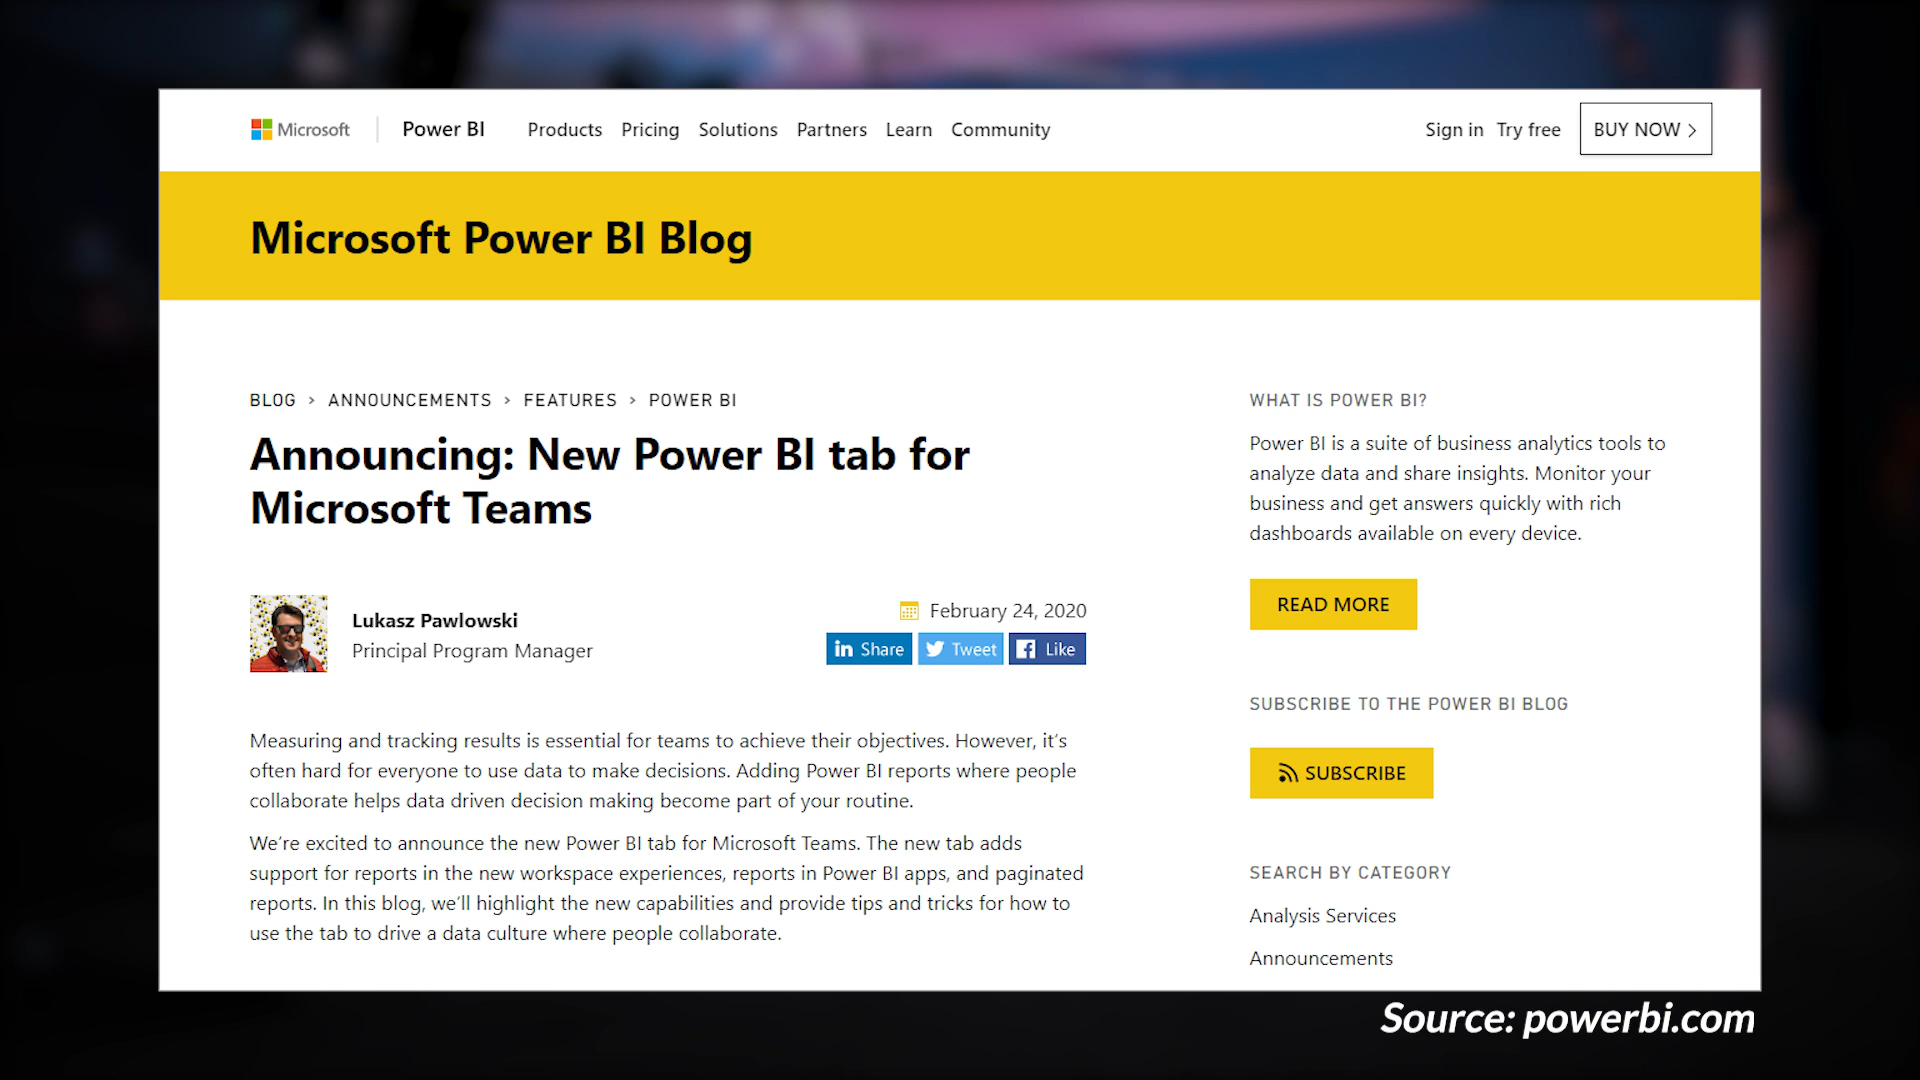 Microsoft Power BI Products Pricing Solutions Partners Learn Community Sign in Try free BUY NOW >
Microsoft Power BI Blog
BLOG > ANNOUNCEMENTS > FEATURES > POWER BI
Announcing: New Power BI tab for
Microsoft Teams
Lukasz Pawlowski
Principal Program Manager
February 24, 2020
in Share Tweet Like
Measuring and tracking results is essential for teams to achieve their objectives. However, it’s
often hard for everyone to use data to make decisions. Adding Power BI reports where people
collaborate helps data driven decision making become part of your routine.
We’re excited to announce the new Power BI tab for Microsoft Teams. The new tab adds
support for reports in the new workspace experiences, reports in Power BI apps, and paginated
reports. In this blog, we’ll highlight the new capabilities and provide tips and tricks for how to
use the tab to drive a data culture where people collaborate.
WHAT IS POWER BI?
Power BI is a suite of business analytics tools to
analyze data and share insights. Monitor your
business and get answers quickly with rich
dashboards available on every device.
READ MORE
SUBSCRIBE TO THE POWER BI BLOG
SUBSCRIBE
SEARCH BY CATEGORY
Analysis Services
Announcements
Source: powerbi.com